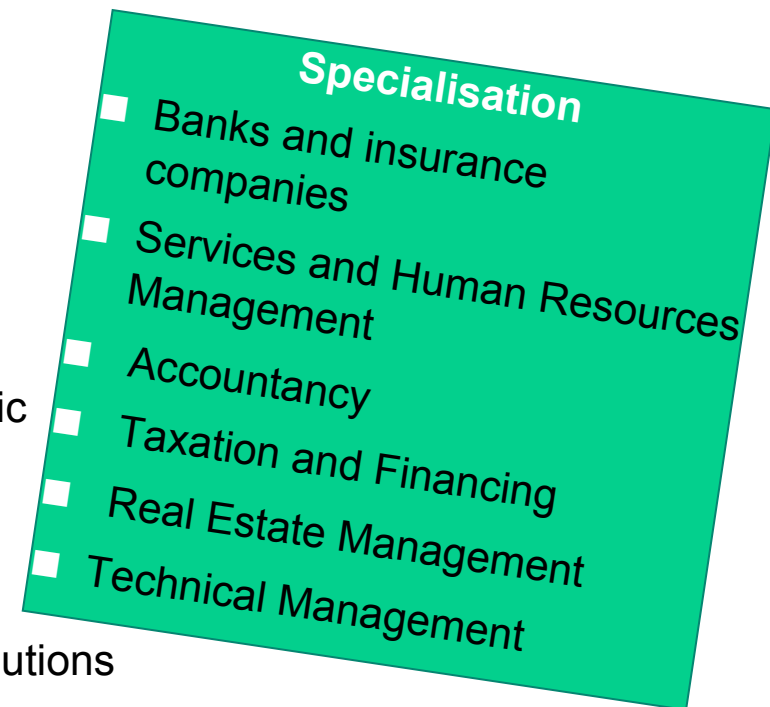 Specialisation
Banks and insurance
companies
Services and Human Resources
Management
Accountancy
Taxation and Financing
Real Estate Management
Technical Management
ic
utions